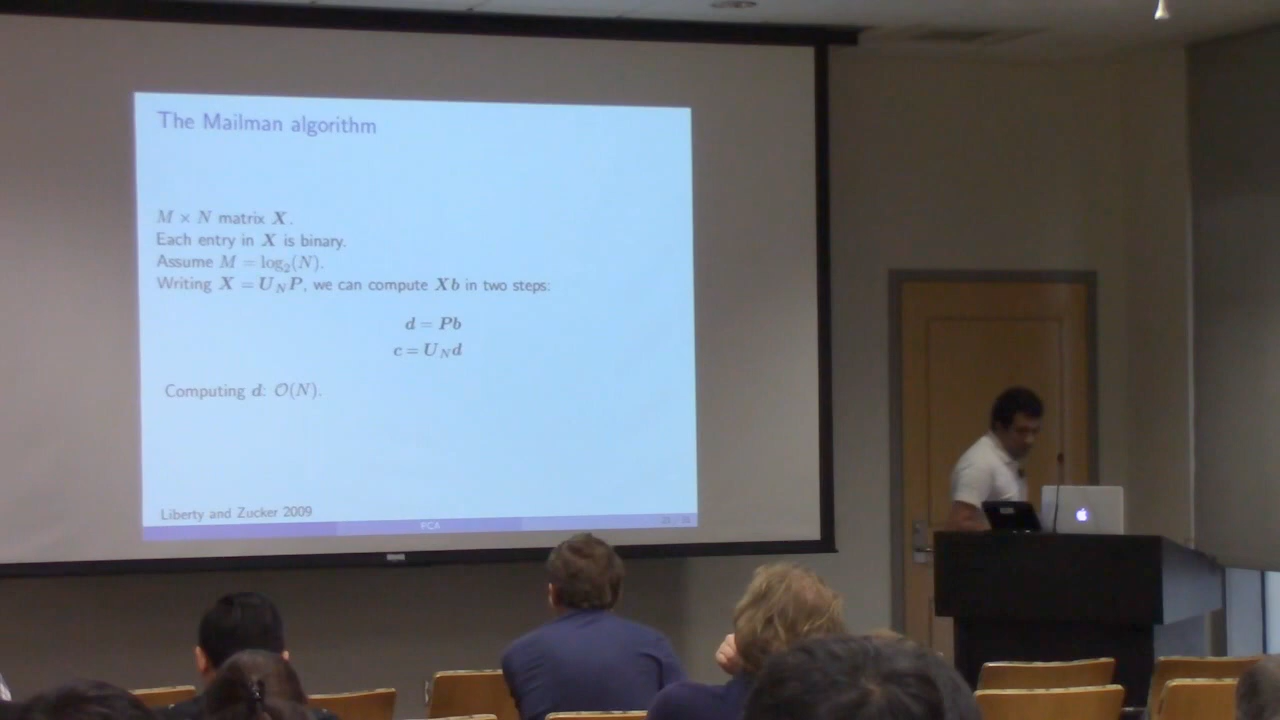 The Mailman algorithm
M × N matrix X.
Each entry in X is binary.
Assume M = log₂(N).
Writing X = U_N P, we can compute Xb in two steps:
d = Pb
c = U_N d
Computing d: O(N).
Liberty and Zucker 2009
PCA